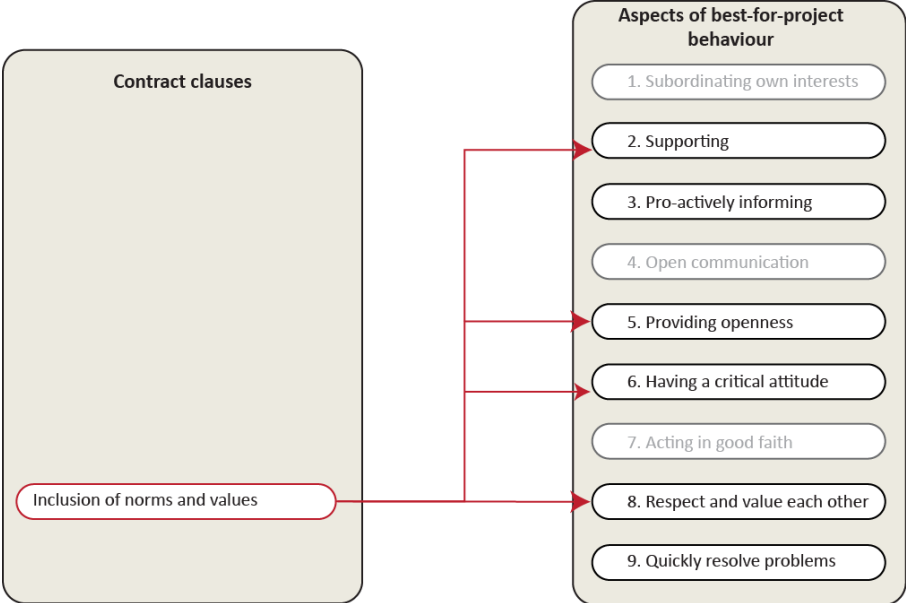 Contract clauses
Inclusion of norms and values
Aspects of best-for-project
behaviour
1. Subordinating own interests
2. Supporting
3. Pro-actively informing
4. Open communication
5. Providing openness
6. Having a critical attitude
7. Acting in good faith
8. Respect and value each other
9. Quickly resolve problems